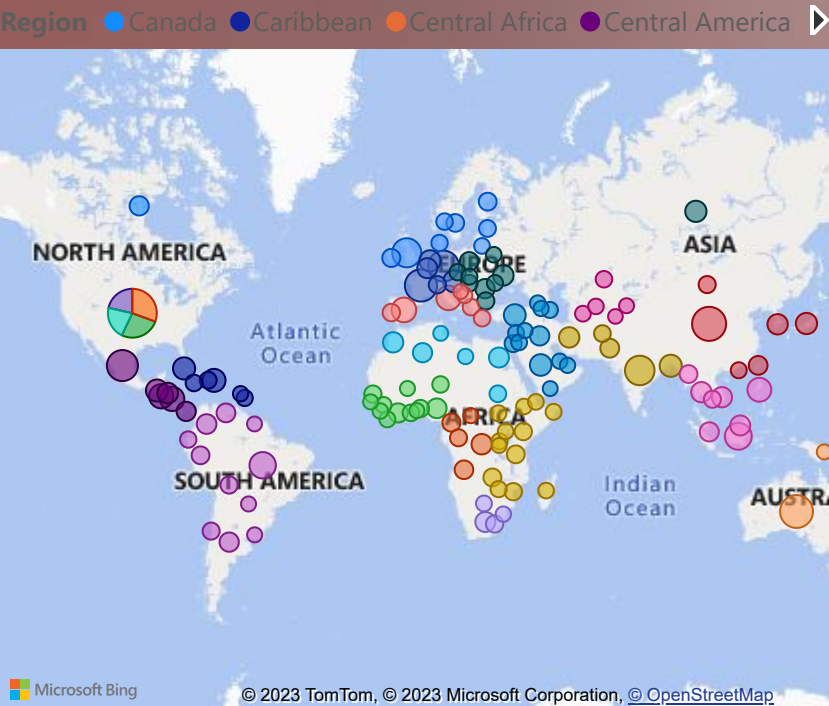 Region Canada Caribbean Central Africa Central America
NORTH AMERICA
EUROPE
ASIA
Atlantic
Ocean
AFRICA
SOUTH AMERICA
Indian
Ocean
AUSTRA
Microsoft Bing
© 2023 TomTom, © 2023 Microsoft Corporation, © OpenStreetMap